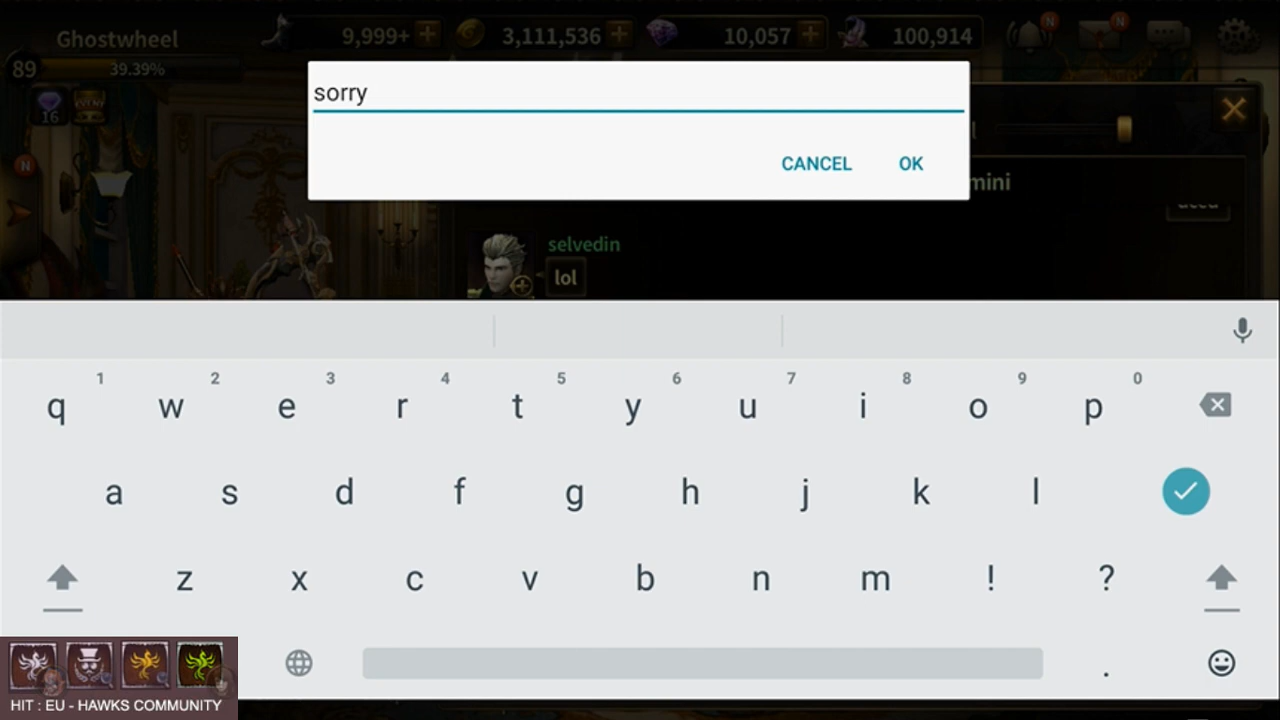 Ghostwheel
9,999+
3,111,536
10,057
100,914
N
N
89
39.39%
16
EVENT
N
sorry
CANCEL OK
mini
selvedin
lol
1 2 3 4 5 6 7 8 9 0
q w e r t y u i o p
a s d f g h j k l
z x c v b n m ! ?
.
HIT : EU - HAWKS COMMUNITY